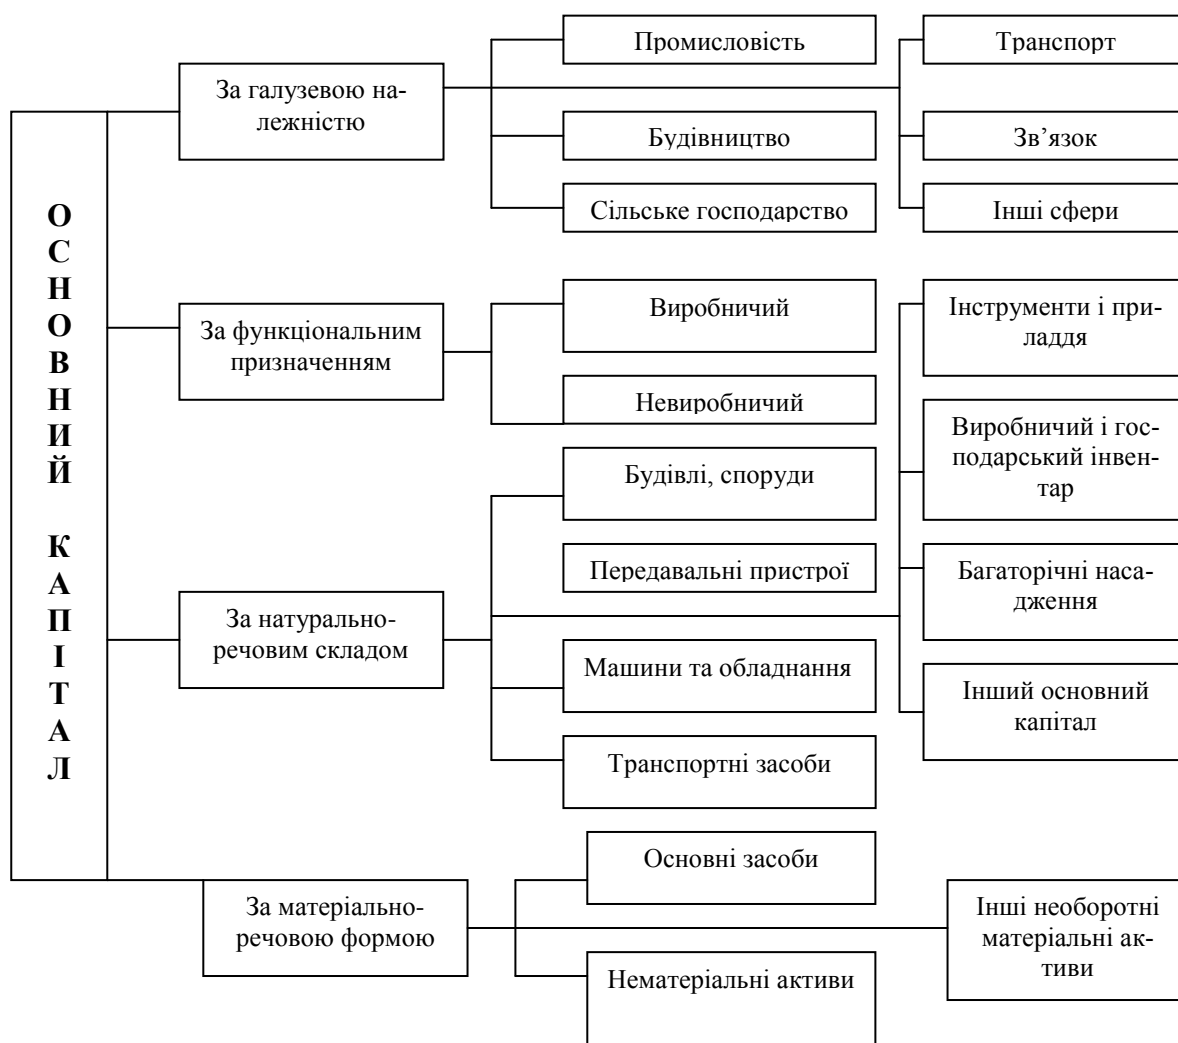 ОСНОВНИЙ КАПІТАЛ
За галузевою на-
лежністю
Промисловість
Транспорт
Будівництво
Зв’язок
Сільське господарство
Інші сфери
За функціональним
призначенням
Виробничий
Невиробничий
За натурально-
речовим складом
Будівлі, споруди
Передавальні пристрої
Машини та обладнання
Транспортні засоби
Інструменти і при-
ладдя
Виробничий і гос-
подарський інвен-
тар
Багаторічні наса-
дження
Інший основний
капітал
За матеріально-
речовою формою
Основні засоби
Нематеріальні активи
Інші необоротні
матеріальні ак-
тиви